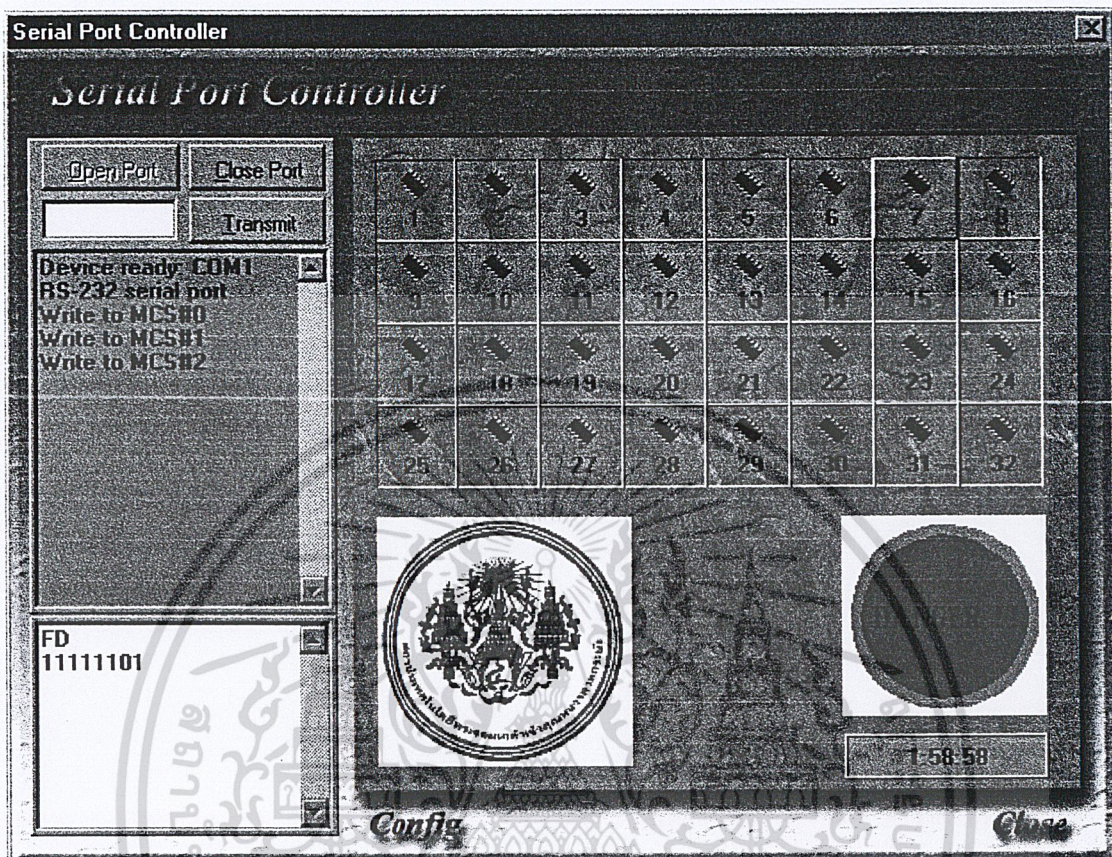 Serial Port Controller
Serial Port Controller
Open Port
Close Port
Transmit
Device ready: COM1
RS-232 serial port
Write to MCS#0
Write to MCS#1
Write to MCS#2
1 2 3 4 5 6 7 8
9 10 11 12 13 14 15 16
17 18 19 20 21 22 23 24
25 26 27 28 29 30 31 32
FD
11111101
1:58:58
Config
Close